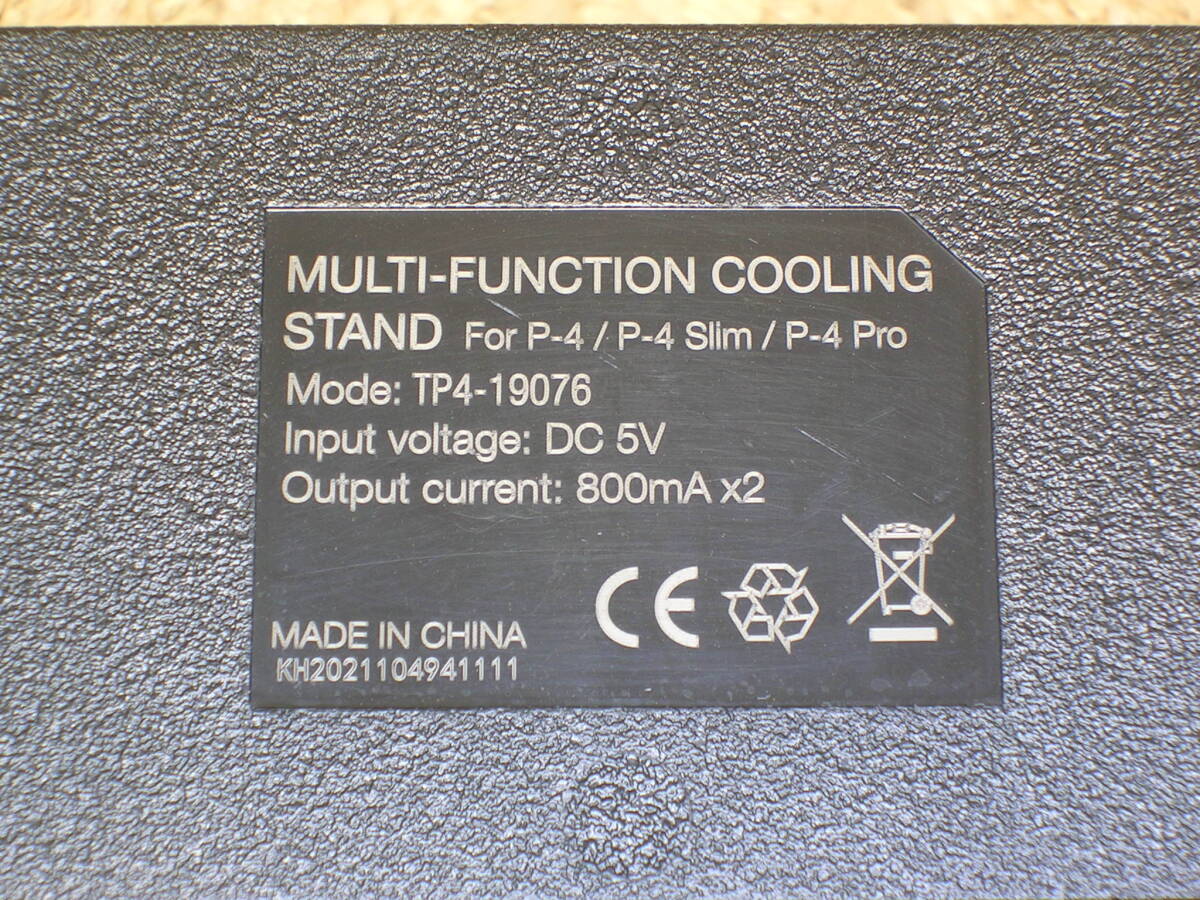 MULTI-FUNCTION COOLING
STAND For P-4 / P-4 Slim / P-4 Pro
Mode: TP4-19076
Input voltage: DC 5V
Output current: 800mA x2
CE
MADE IN CHINA
KH2021104941111